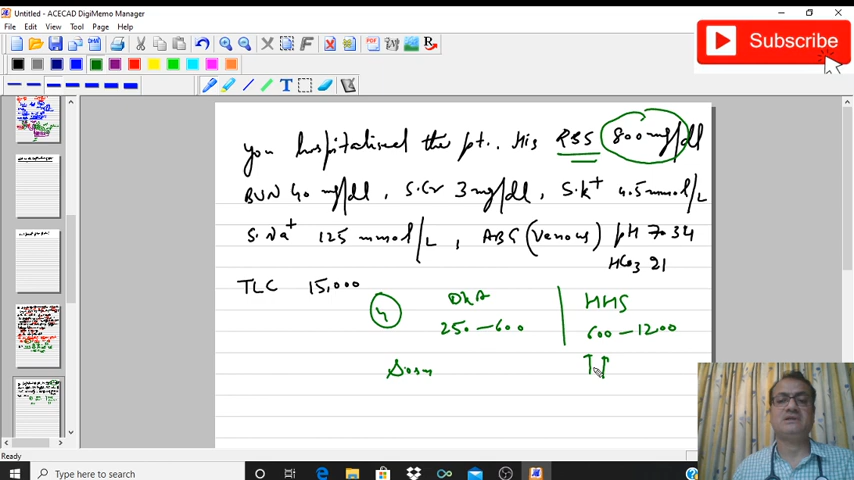 Untitled - ACECAD DigiMemo Manager
File Edit View Tool Page Help
Subscribe
you hospitalised the pt.. His RBS 800 mg/dl
BUN 40 mg/dl, S.Cr 3 mg/dl, S.K+ 4.5 mmol/L
S.Na+ 125 mmol/L, ABG (Venous) pH 7.34
HCO3 21
TLC 15,000
DKA HHS
250-600 600-1200
Sosm ↑↑
Ready
Type here to search